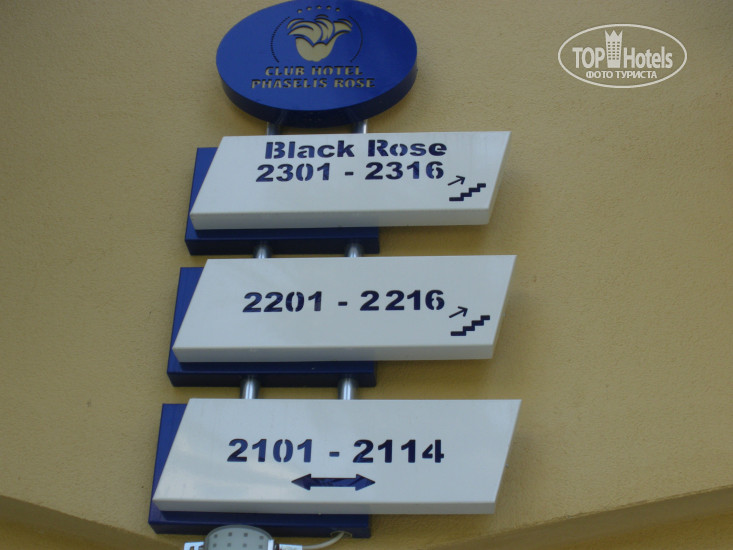 CLUB HOTEL
PHASELIS ROSE
TOP Hotels
ФОТО ТУРИСТА
Black Rose
2301 - 2316
2201 - 2216
2101 - 2114